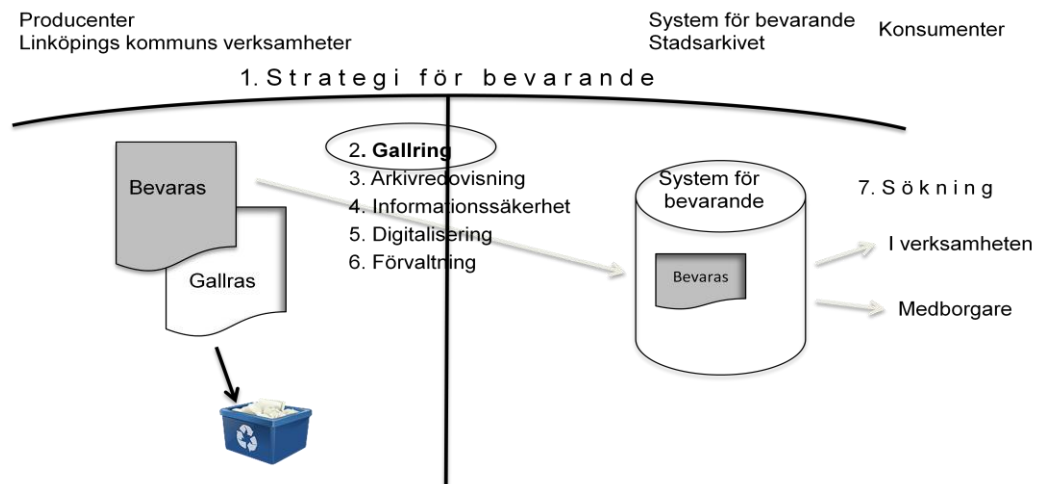 Producenter
Linköpings kommuns verksamheter
System för bevarande
Stadsarkivet
Konsumenter
1. Strategi för bevarande
Bevaras
Gallras
2. Gallring
3. Arkivredovisning
4. Informationssäkerhet
5. Digitalisering
6. Förvaltning
System för
bevarande
Bevaras
7. Sökning
I verksamheten
Medborgare